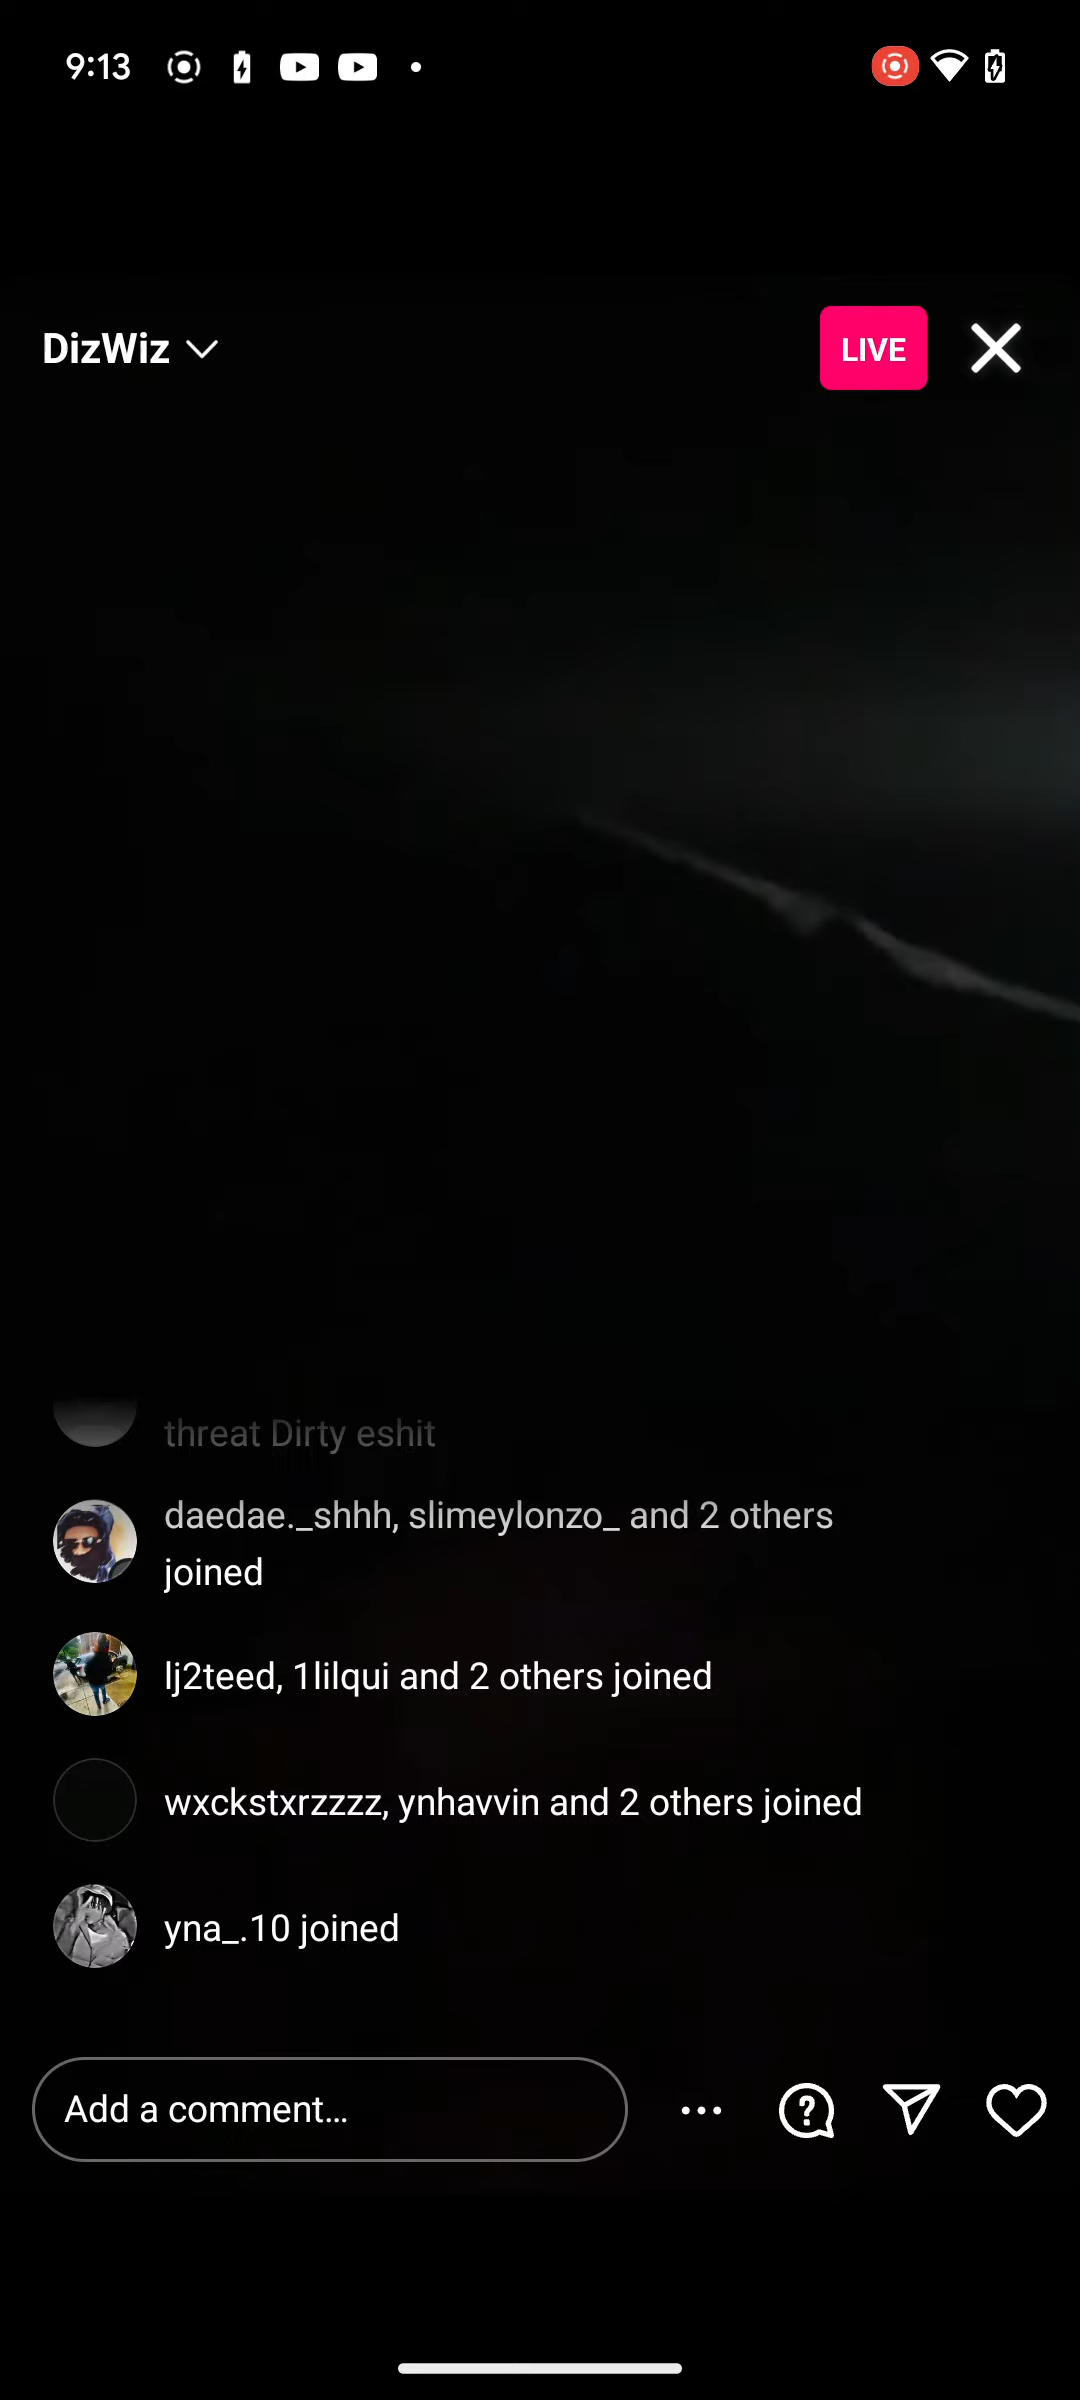 9:13
DizWiz
LIVE
threat Dirty eshit
daedae._shhh, slimeylonzo_ and 2 others
joined
lj2teed, 1lilqui and 2 others joined
wxckstxrzzzz, ynhavvin and 2 others joined
yna_.10 joined
Add a comment...